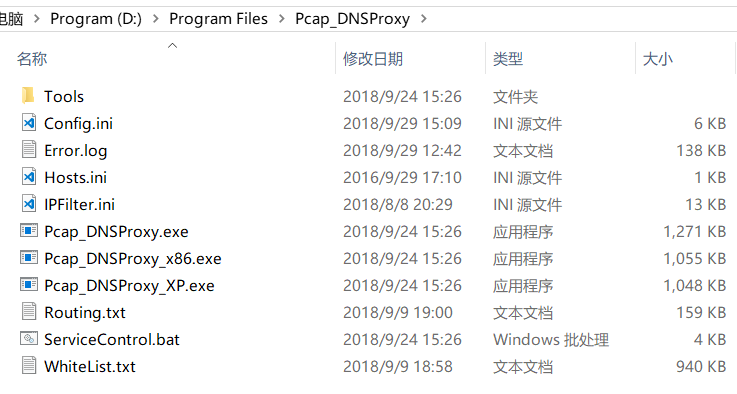 电脑 > Program (D:) > Program Files > Pcap_DNSProxy >
名称 修改日期 类型 大小
Tools 2018/9/24 15:26 文件夹
Config.ini 2018/9/29 15:09 INI 源文件 6 KB
Error.log 2018/9/29 12:42 文本文档 138 KB
Hosts.ini 2016/9/29 17:10 INI 源文件 1 KB
IPFilter.ini 2018/8/8 20:29 INI 源文件 13 KB
Pcap_DNSProxy.exe 2018/9/24 15:26 应用程序 1,271 KB
Pcap_DNSProxy_x86.exe 2018/9/24 15:26 应用程序 1,055 KB
Pcap_DNSProxy_XP.exe 2018/9/24 15:26 应用程序 1,048 KB
Routing.txt 2018/9/9 19:00 文本文档 159 KB
ServiceControl.bat 2018/9/24 15:26 Windows 批处理 4 KB
WhiteList.txt 2018/9/9 18:58 文本文档 940 KB